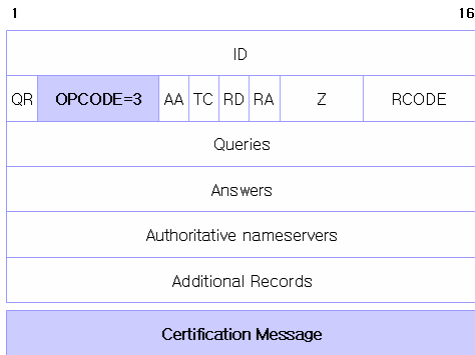 1 16
ID
QR OPCODE=3 AA TC RD RA Z RCODE
Queries
Answers
Authoritative nameservers
Additional Records
Certification Message